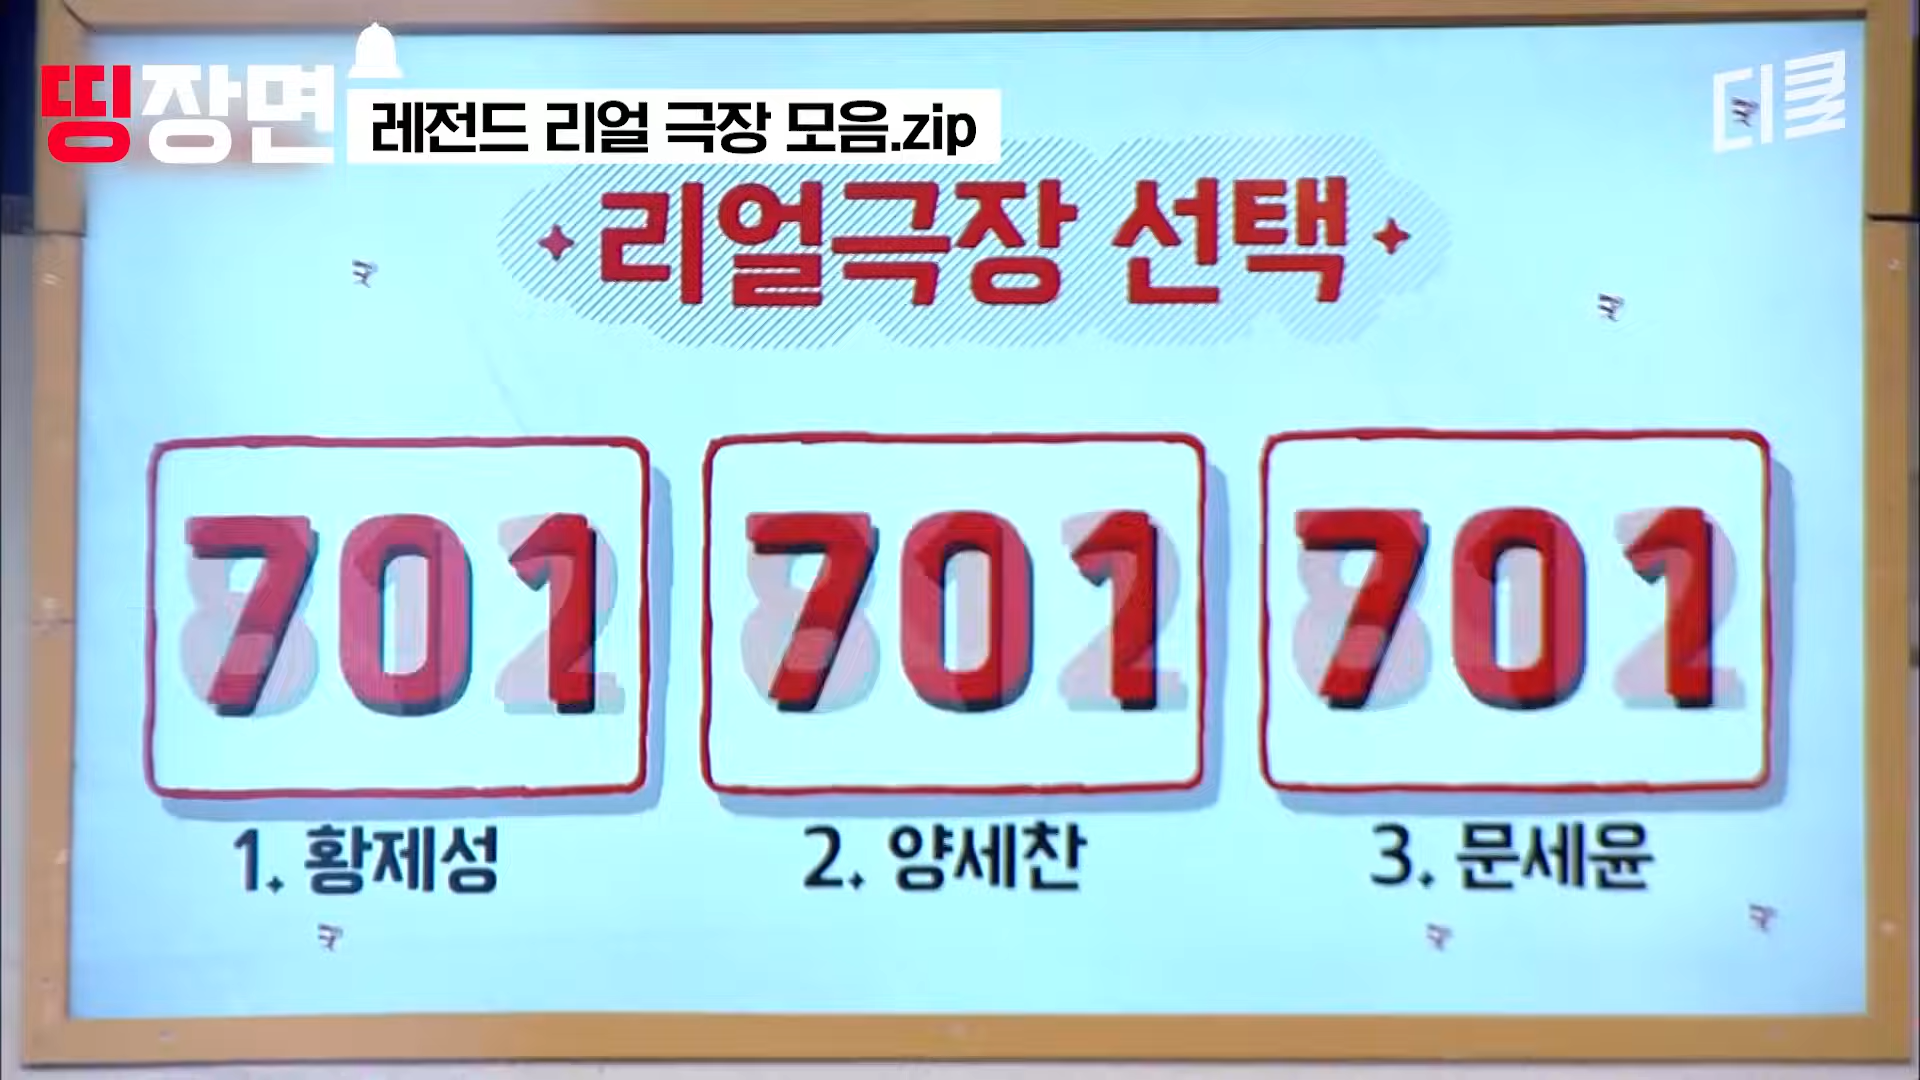 띵장면
레전드 리얼 극장 모음.zip
디글
리얼극장 선택
701
701
701
1. 황제성
2. 양세찬
3. 문세윤